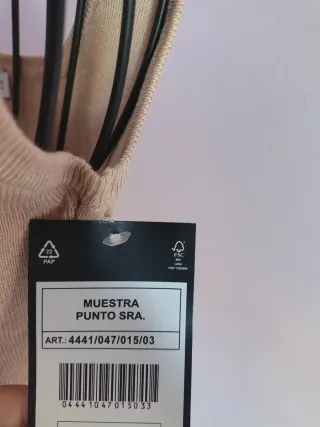 22
PAP
FSC
MUESTRA
PUNTO SRA.
ART.: 4441/047/015/03
04441047015033